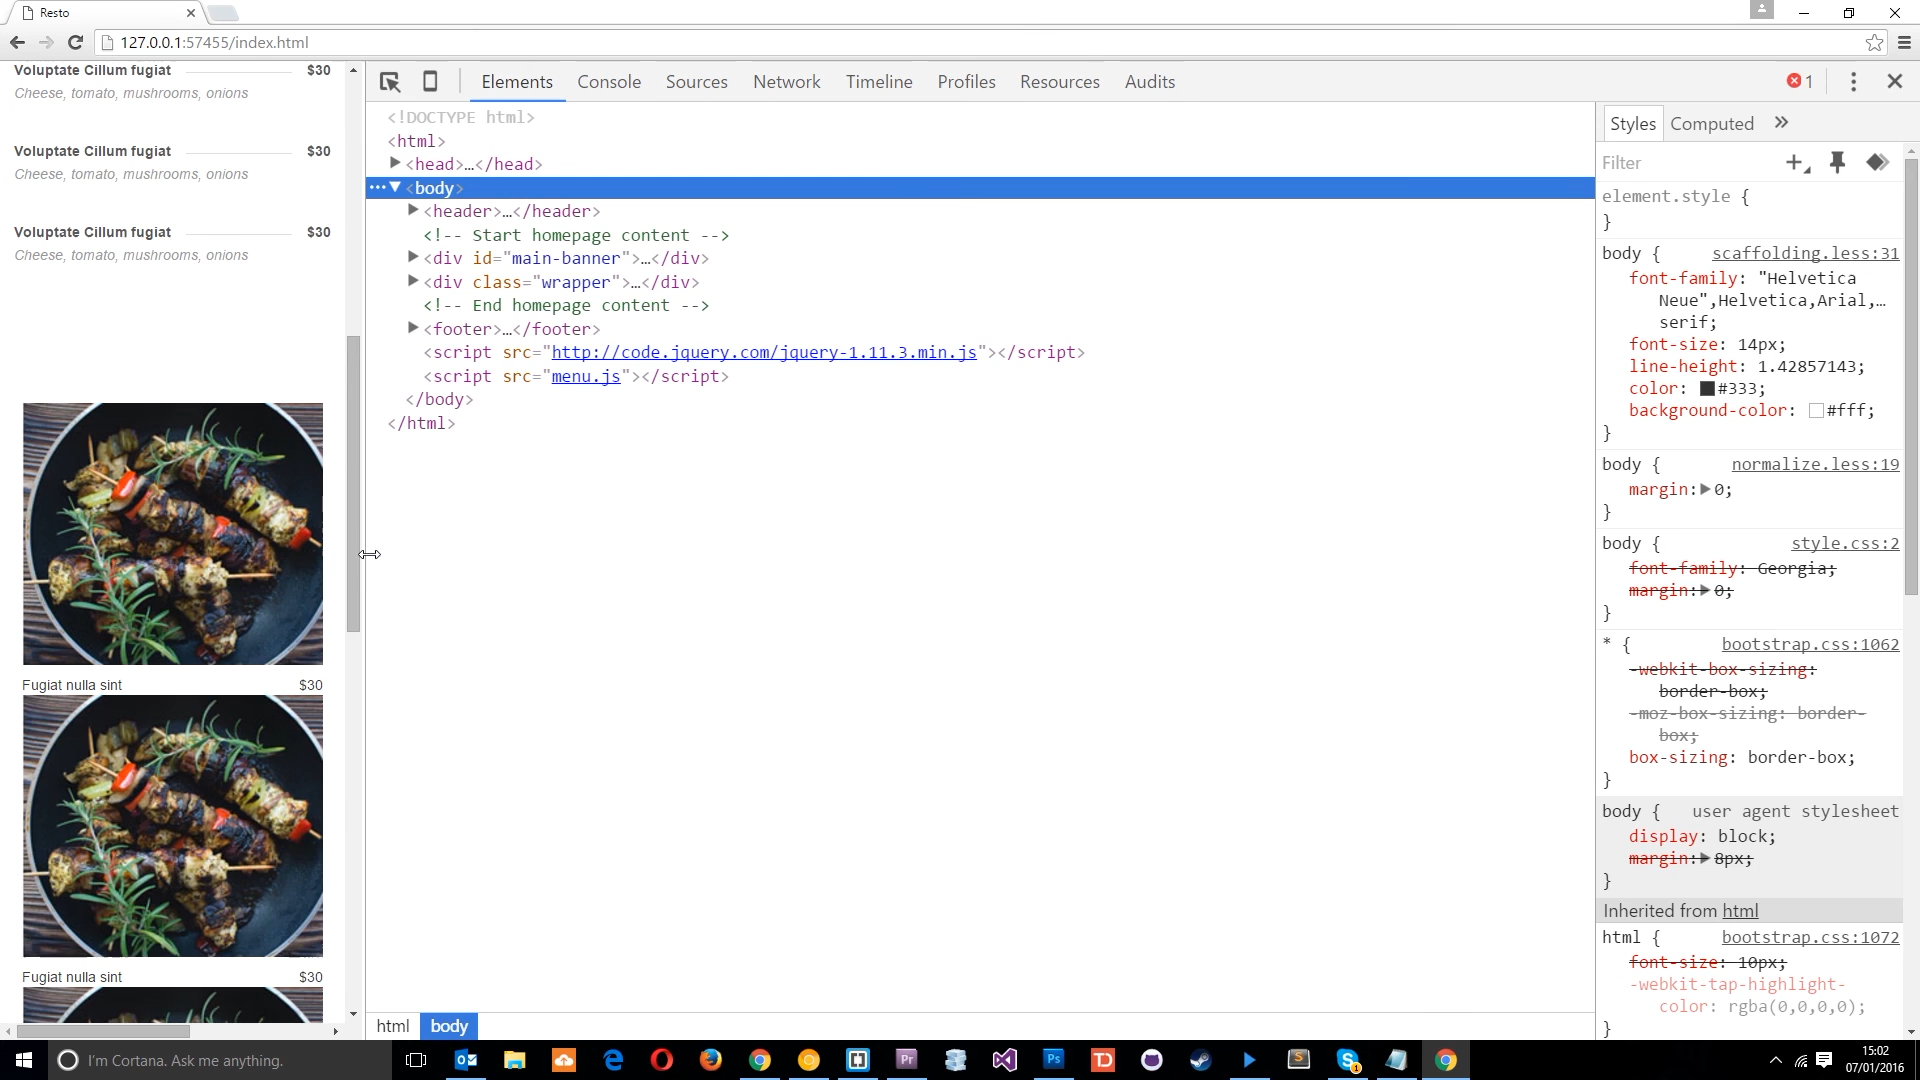 Resto
127.0.0.1:57455/index.html
Voluptate Cillum fugiat $30
Cheese, tomato, mushrooms, onions
Voluptate Cillum fugiat $30
Cheese, tomato, mushrooms, onions
Voluptate Cillum fugiat $30
Cheese, tomato, mushrooms, onions
Fugiat nulla sint $30
Fugiat nulla sint $30
Elements Console Sources Network Timeline Profiles Resources Audits 1
<!DOCTYPE html>
<html>
<head>…</head>
<body>
<header>…</header>
<!-- Start homepage content -->
<div id="main-banner">…</div>
<div class="wrapper">…</div>
<!-- End homepage content -->
<footer>…</footer>
<script src="http://code.jquery.com/jquery-1.11.3.min.js"></script>
<script src="menu.js"></script>
</body>
</html>
html body
Styles Computed »
Filter
element.style {
}
body { scaffolding.less:31
font-family: "Helvetica
Neue",Helvetica,Arial,…
serif;
font-size: 14px;
line-height: 1.42857143;
color: #333;
background-color: #fff;
}
body { normalize.less:19
margin: 0;
}
body { style.css:2
font-family: Georgia;
margin: 0;
}
* { bootstrap.css:1062
-webkit-box-sizing:
border-box;
-moz-box-sizing: border-
box;
box-sizing: border-box;
}
body { user agent stylesheet
display: block;
margin: 8px;
}
Inherited from html
html { bootstrap.css:1072
font-size: 10px;
-webkit-tap-highlight-
color: rgba(0,0,0,0);
}
I'm Cortana. Ask me anything.
15:02
07/01/2016